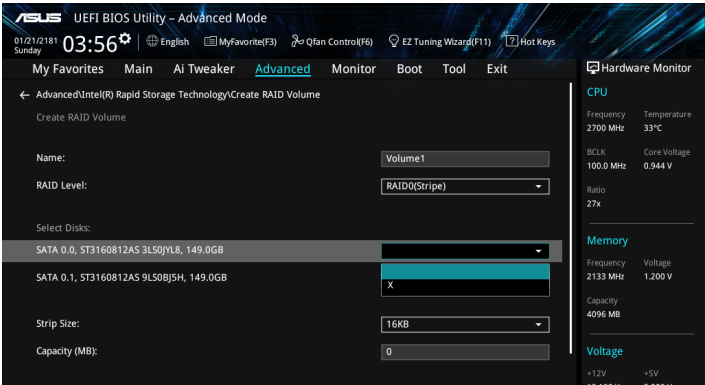 ASUS UEFI BIOS Utility – Advanced Mode
01/21/2181 Sunday 03:56 English MyFavorite(F3) Qfan Control(F6) EZ Tuning Wizard(F11) ? Hot Keys
My Favorites Main Ai Tweaker Advanced Monitor Boot Tool Exit
← Advanced\Intel(R) Rapid Storage Technology\Create RAID Volume
Create RAID Volume
Name: Volume1
RAID Level: RAID0(Stripe)
Select Disks:
SATA 0.0, ST3160812AS 3LS0JYL8, 149.0GB
SATA 0.1, ST3160812AS 9LS0BJ5H, 149.0GB
X
Strip Size: 16KB
Capacity (MB): 0
Hardware Monitor
CPU
Frequency Temperature
2700 MHz 33°C
BCLK Core Voltage
100.0 MHz 0.944 V
Ratio
27x
Memory
Frequency Voltage
2133 MHz 1.200 V
Capacity
4096 MB
Voltage
+12V +5V